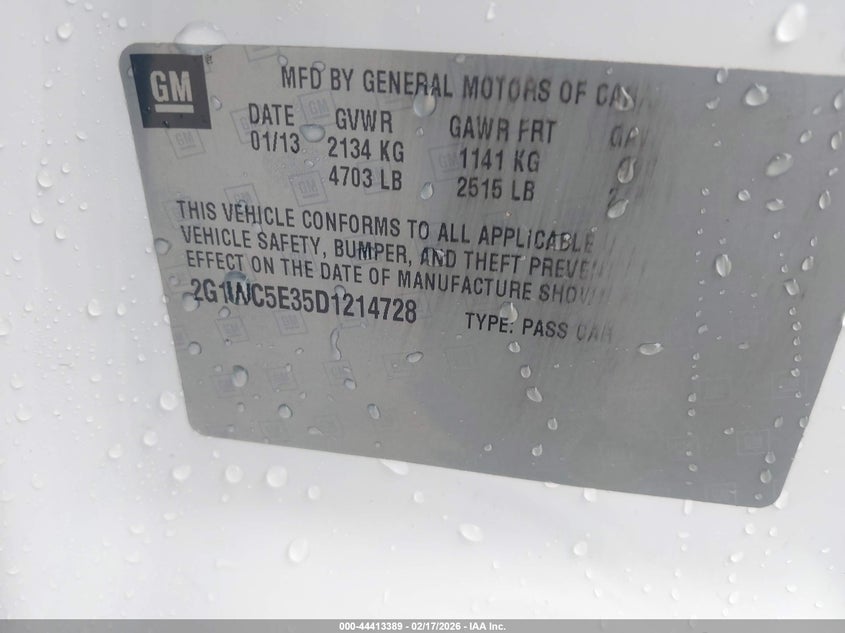 GM
MFD BY GENERAL MOTORS OF
DATE GVWR GAWR FRT
01/13 2134 KG 1141 KG
4703 LB 2515 LB
THIS VEHICLE CONFORMS TO ALL APPLICABLE
VEHICLE SAFETY, BUMPER, AND THEFT
EFFECT ON THE DATE OF MANUFACTURE
2G1WC5E35D1214728
TYPE: PASS CAR
000-44413389 - 02/17/2026 - IAA Inc.